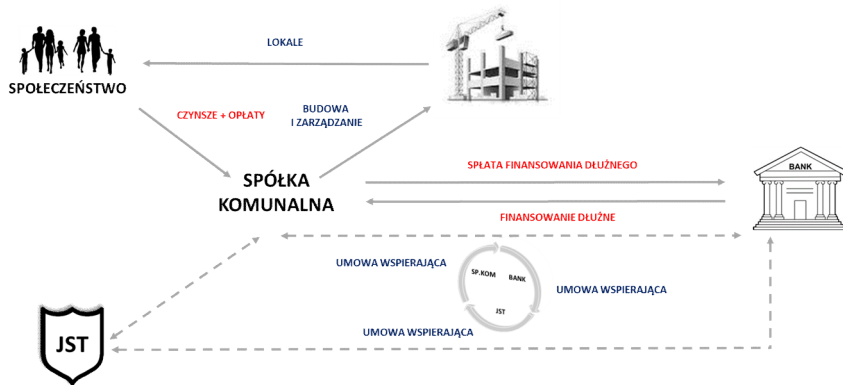 LOKALE
SPOŁECZEŃSTWO
CZYNSZE + OPŁATY
BUDOWA
I ZARZĄDZANIE
SPÓŁKA
KOMUNALNA
SPŁATA FINANSOWANIA DŁUŻNEGO
BANK
FINANSOWANIE DŁUŻNE
UMOWA WSPIERAJĄCA
SP.KOM
BANK
JST
UMOWA WSPIERAJĄCA
UMOWA WSPIERAJĄCA
JST